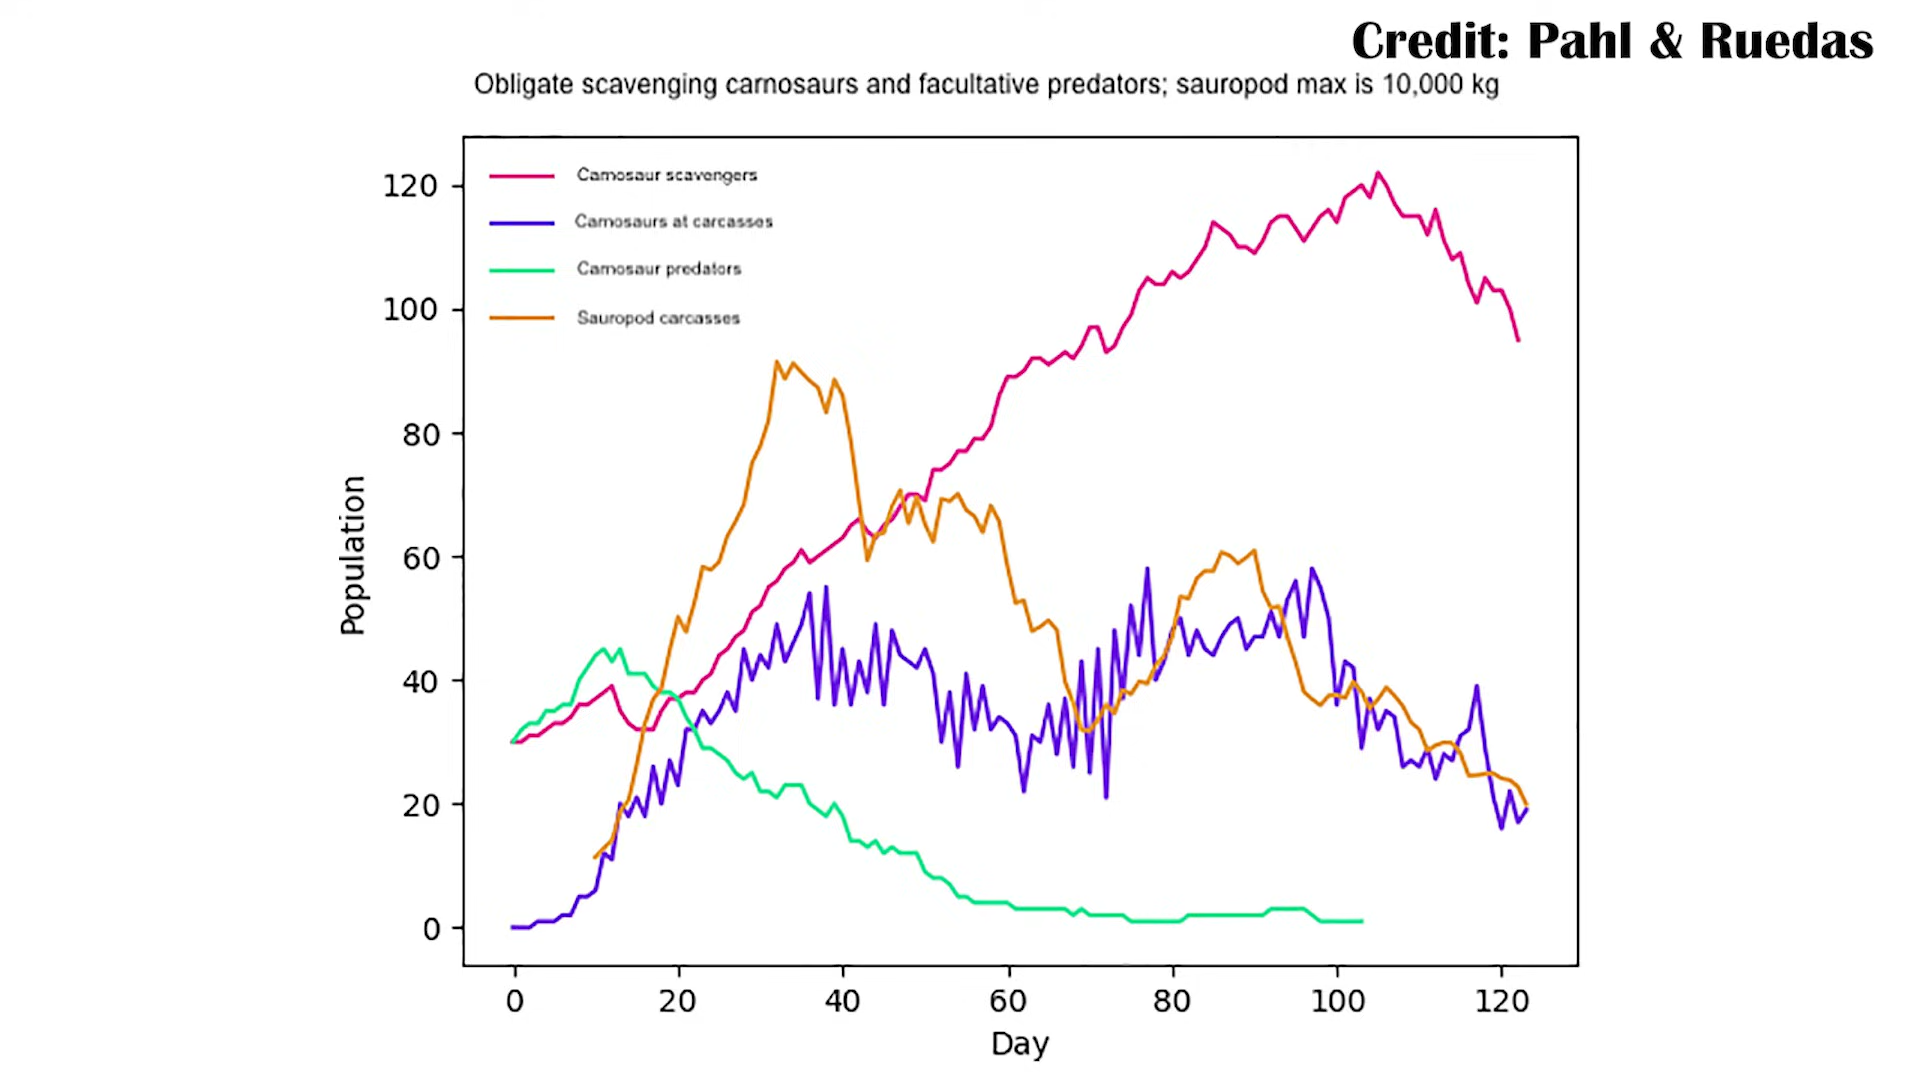 Credit: Pahl & Ruedas
Obligate scavenging carnosaurs and facultative predators; sauropod max is 10,000 kg
Carnosaur scavengers
Carnosaurs at carcasses
Carnosaur predators
Sauropod carcasses
120
100
80
60
40
20
0
Population
0 20 40 60 80 100 120
Day